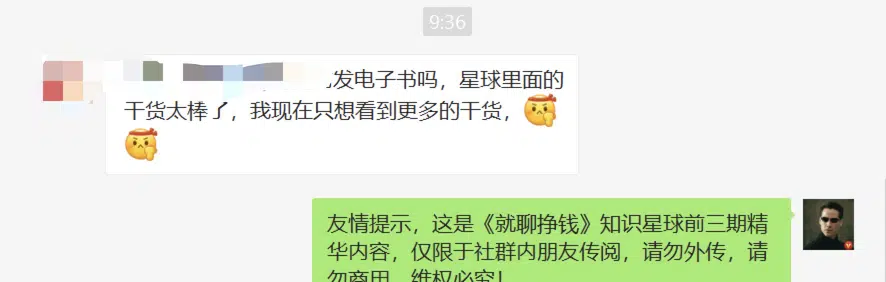 9:36
发电子书吗，星球里面的
干货太棒了，我现在只想看到更多的干货，
友情提示，这是《就聊挣钱》知识星球前三期精
华内容，仅限于社群内朋友传阅，请勿外传，请
勿商用，维权必究！